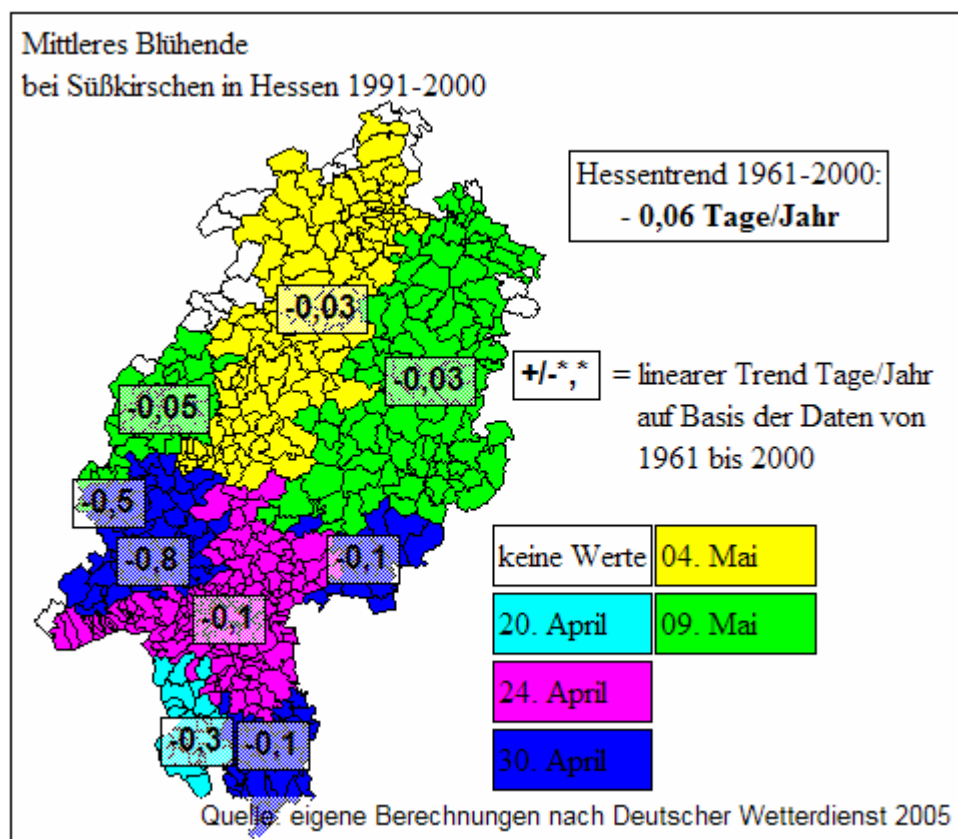 Mittleres Blühende
bei Süßkirschen in Hessen 1991-2000
Hessentrend 1961-2000:
- 0,06 Tage/Jahr
-0,03
-0,03
+/-*,* = linearer Trend Tage/Jahr
auf Basis der Daten von
1961 bis 2000
-0,05
-0,5
-0,8
-0,1
-0,1
-0,3
-0,1
keine Werte
04. Mai
20. April
09. Mai
24. April
30. April
Quelle: eigene Berechnungen nach Deutscher Wetterdienst 2005